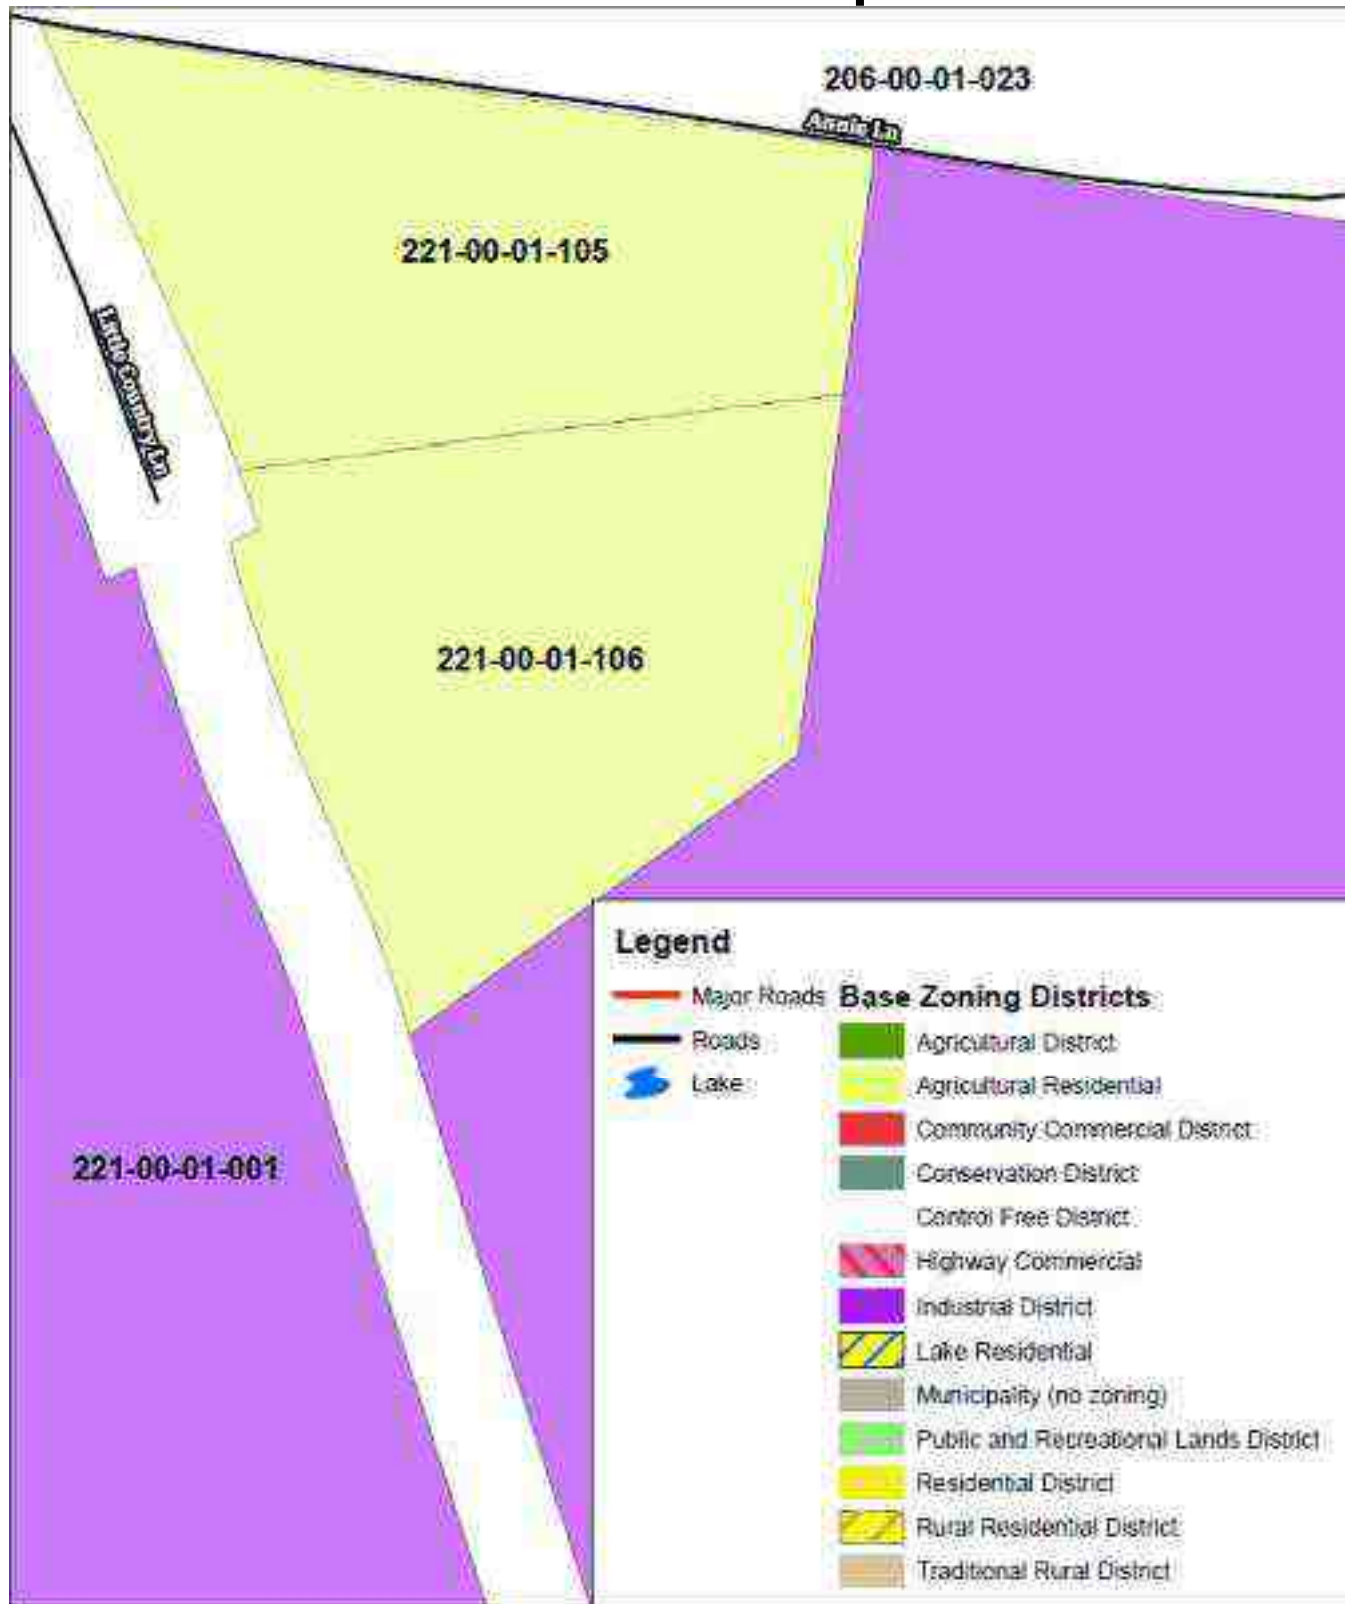 206-00-01-023
Annie Ln
221-00-01-105
Little Country Ln
221-00-01-106
221-00-01-001
Legend
Major Roads
Roads
Lake
Base Zoning Districts
Agricultural District
Agricultural Residential
Community Commercial District
Conservation District
Control Free District
Highway Commercial
Industrial District
Lake Residential
Municipality (no zoning)
Public and Recreational Lands District
Residential District
Rural Residential District
Traditional Rural District